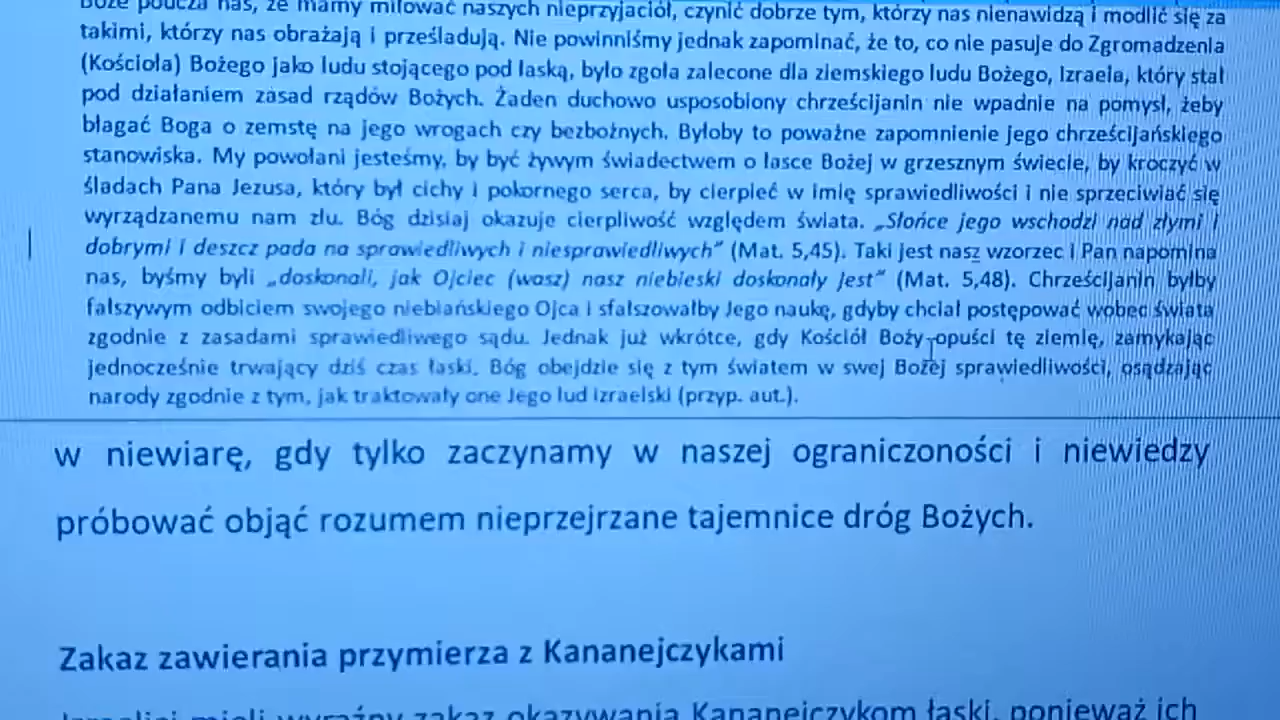 Boże poucza nas, że mamy miłować naszych nieprzyjaciół, czynić dobrze tym, którzy nas nienawidzą i modlić się za
takimi, którzy nas obrażają i prześladują. Nie powinniśmy jednak zapominać, że to, co nie pasuje do Zgromadzenia
(Kościoła) Bożego jako ludu stojącego pod łaską, było zgoła zalecone dla ziemskiego ludu Bożego, Izraela, który stał
pod działaniem zasad rządów Bożych. Żaden duchowo usposobiony chrześcijanin nie wpadnie na pomysł, żeby
błagać Boga o zemstę na jego wrogach czy bezbożnych. Byłoby to poważne zapomnienie jego chrześcijańskiego
stanowiska. My powołani jesteśmy, by być żywym świadectwem o łasce Bożej w grzesznym świecie, by kroczyć w
śladach Pana Jezusa, który był cichy i pokornego serca, by cierpieć w imię sprawiedliwości i nie sprzeciwiać się
wyrządzanemu nam złu. Bóg dzisiaj okazuje cierpliwość względem świata. „Słońce jego wschodzi nad złymi i
dobrymi i deszcz pada na sprawiedliwych i niesprawiedliwych” (Mat. 5,45). Taki jest nasz wzorzec i Pan napomina
nas, byśmy byli „doskonali, jak Ojciec (wasz) nasz niebieski doskonały jest” (Mat. 5,48). Chrześcijanin byłby
fałszywym odbiciem swojego niebiańskiego Ojca i sfałszowałby Jego naukę, gdyby chciał postępować wobec świata
zgodnie z zasadami sprawiedliwego sądu. Jednak już wkrótce, gdy Kościół Boży opuści tę ziemlę, zamykając
jednocześnie trwający dziś czas łaski, Bóg obejdzie się z tym światem w swej Bożej sprawiedliwości, osądzając
narody zgodnie z tym, jak traktowały one Jego lud izraelski (przyp. aut.).
w niewiarę, gdy tylko zaczynamy w naszej ograniczoności i niewiedzy
próbować objąć rozumem nieprzejrzane tajemnice dróg Bożych.
Zakaz zawierania przymierza z Kananejczykami
Izraelici mieli wyraźny zakaz okazywania Kananejczykom łaski, ponieważ ich